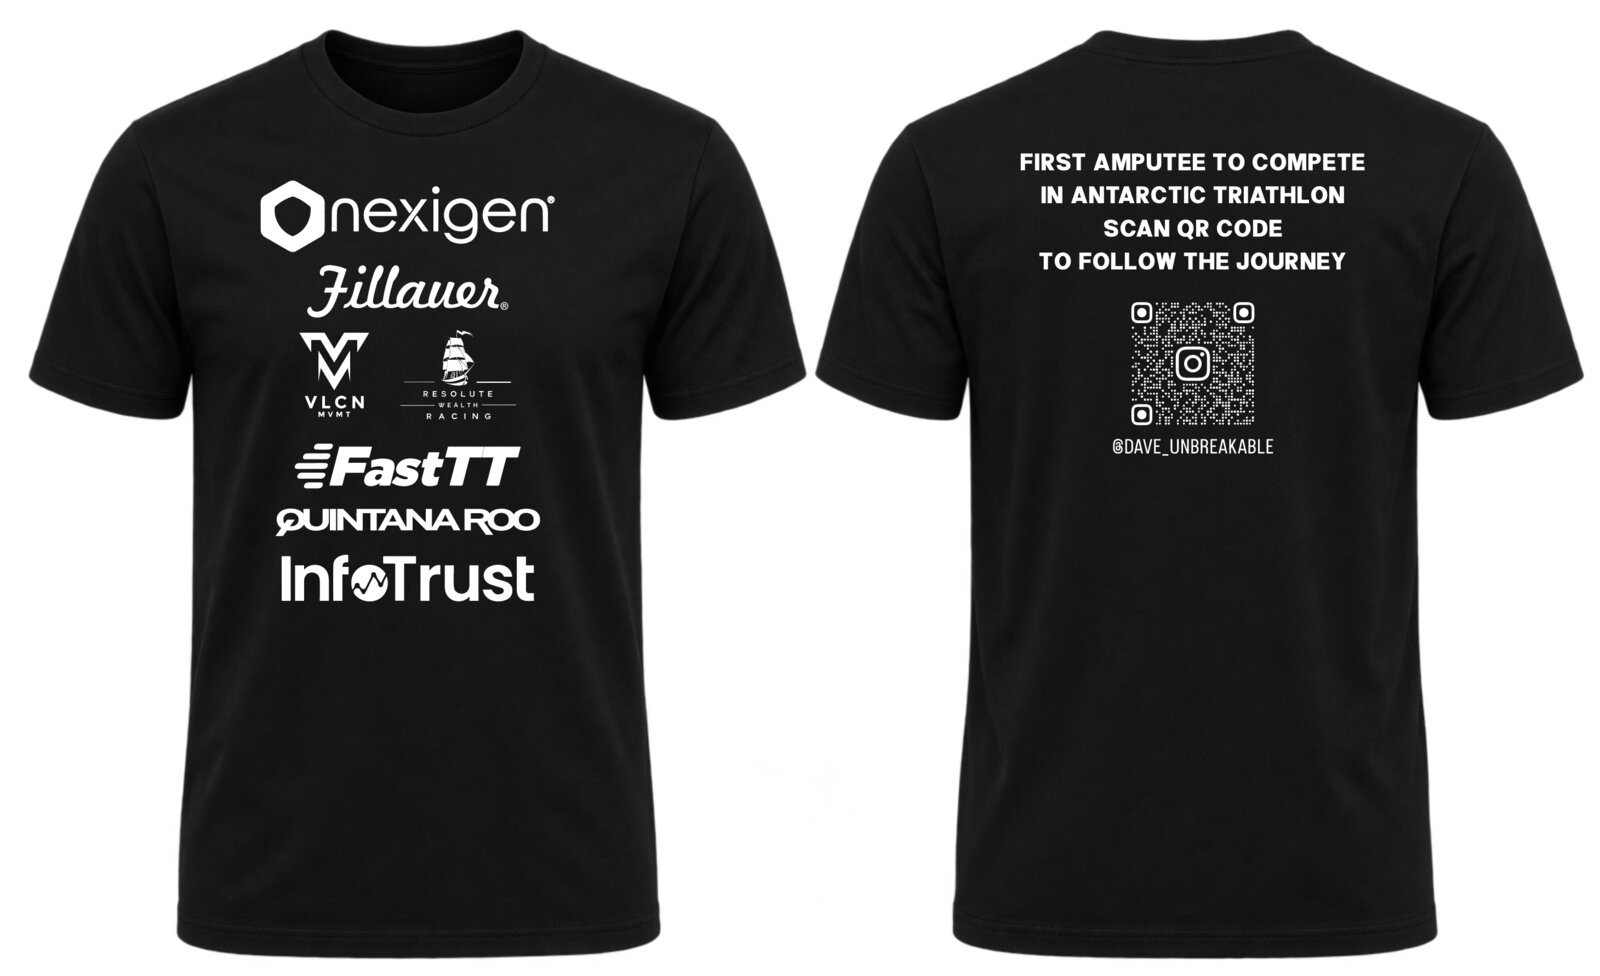 nexigen®
Fillauer®
VLCN
MVMT
RESOLUTE
WEALTH
RACING
FastTT
QUINTANA ROO
InfoTrust
FIRST AMPUTEE TO COMPETE
IN ANTARCTIC TRIATHLON
SCAN QR CODE
TO FOLLOW THE JOURNEY
@DAVE_UNBREAKABLE